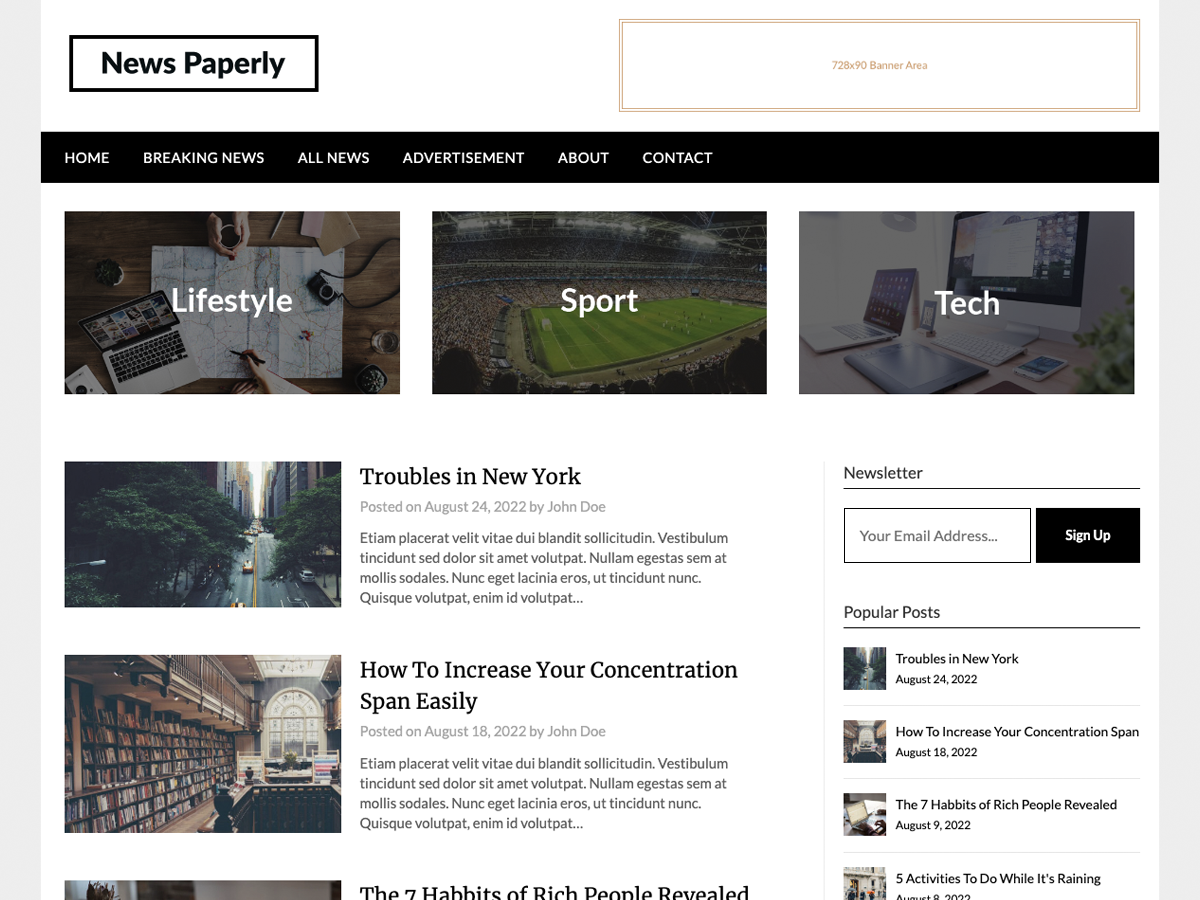 News Paperly
728x90 Banner Area
HOME BREAKING NEWS ALL NEWS ADVERTISEMENT ABOUT CONTACT
Lifestyle
Sport
Tech
Troubles in New York
Posted on August 24, 2022 by John Doe
Etiam placerat velit vitae dui blandit sollicitudin. Vestibulum
tincidunt sed dolor sit amet volutpat. Nullam egestas sem at
mollis sodales. Nunc eget lacinia eros, ut tincidunt nunc.
Quisque volutpat, enim id volutpat...
How To Increase Your Concentration
Span Easily
Posted on August 18, 2022 by John Doe
Etiam placerat velit vitae dui blandit sollicitudin. Vestibulum
tincidunt sed dolor sit amet volutpat. Nullam egestas sem at
mollis sodales. Nunc eget lacinia eros, ut tincidunt nunc.
Quisque volutpat, enim id volutpat...
The 7 Habbits of Rich People Revealed
Newsletter
Your Email Address...
Sign Up
Popular Posts
Troubles in New York
August 24, 2022
How To Increase Your Concentration Span
August 18, 2022
The 7 Habbits of Rich People Revealed
August 9, 2022
5 Activities To Do While It's Raining
August 8, 2022